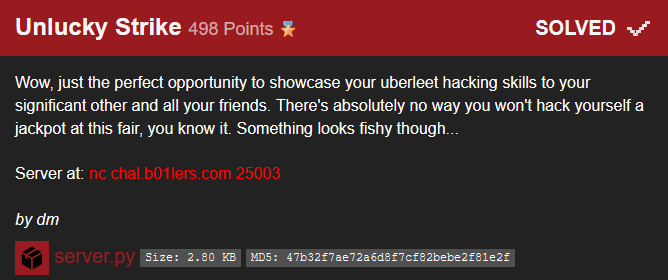 Unlucky Strike 498 Points
SOLVED
Wow, just the perfect opportunity to showcase your uberleet hacking skills to your
significant other and all your friends. There's absolutely no way you won't hack yourself a
jackpot at this fair, you know it. Something looks fishy though...
Server at: nc chal.b01lers.com 25003
by dm
server.py Size: 2.80 KB MD5: 47b32f7ae72a6d8f7cf82bebe2f81e2f